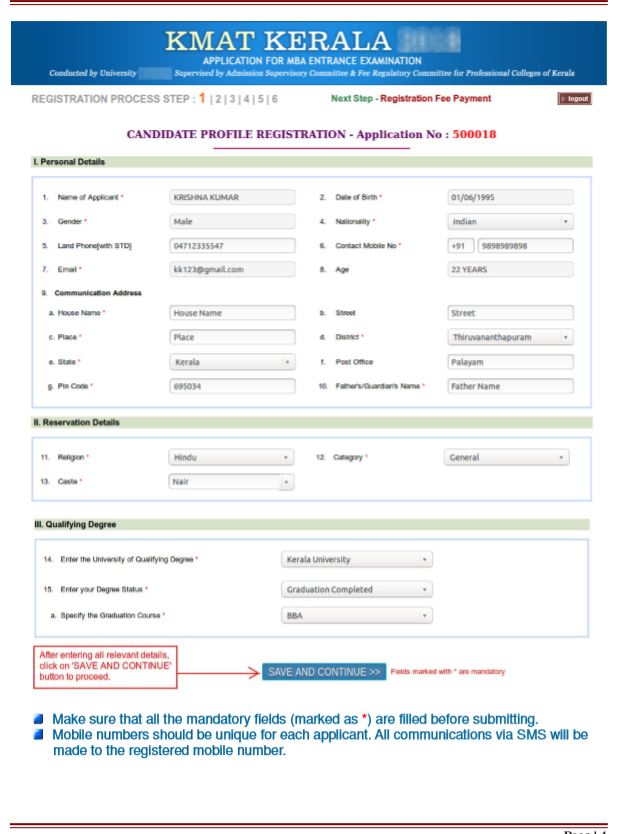 KMAT KERALA
APPLICATION FOR MBA ENTRANCE EXAMINATION
Conducted by University Supervised by Admission Supervisory Committee & Fee Regulatory Committee for Professional Colleges of Kerala
REGISTRATION PROCESS STEP : 1 | 2 | 3 | 4 | 5 | 6 Next Step - Registration Fee Payment logout
CANDIDATE PROFILE REGISTRATION - Application No : 500018
I. Personal Details
1. Name of Applicant * KRISHNA KUMAR 2. Date of Birth * 01/06/1995
3. Gender * Male 4. Nationality * Indian
5. Land Phone[with STD] 04712335547 6. Contact Mobile No * +91 9898989898
7. Email * kk123@gmail.com 8. Age 22 YEARS
9. Communication Address
a. House Name * House Name b. Street Street
c. Place * Place d. District * Thiruvananthapuram
e. State * Kerala f. Post Office Palayam
g. Pin Code * 695034 10. Father's/Guardian's Name * Father Name
II. Reservation Details
11. Religion * Hindu 12. Category * General
13. Caste * Nair
III. Qualifying Degree
14. Enter the University of Qualifying Degree * Kerala University
15. Enter your Degree Status * Graduation Completed
a. Specify the Graduation Course * BBA
After entering all relevant details,
click on 'SAVE AND CONTINUE'
button to proceed.
SAVE AND CONTINUE >> Fields marked with * are mandatory
Make sure that all the mandatory fields (marked as *) are filled before submitting.
Mobile numbers should be unique for each applicant. All communications via SMS will be
made to the registered mobile number.